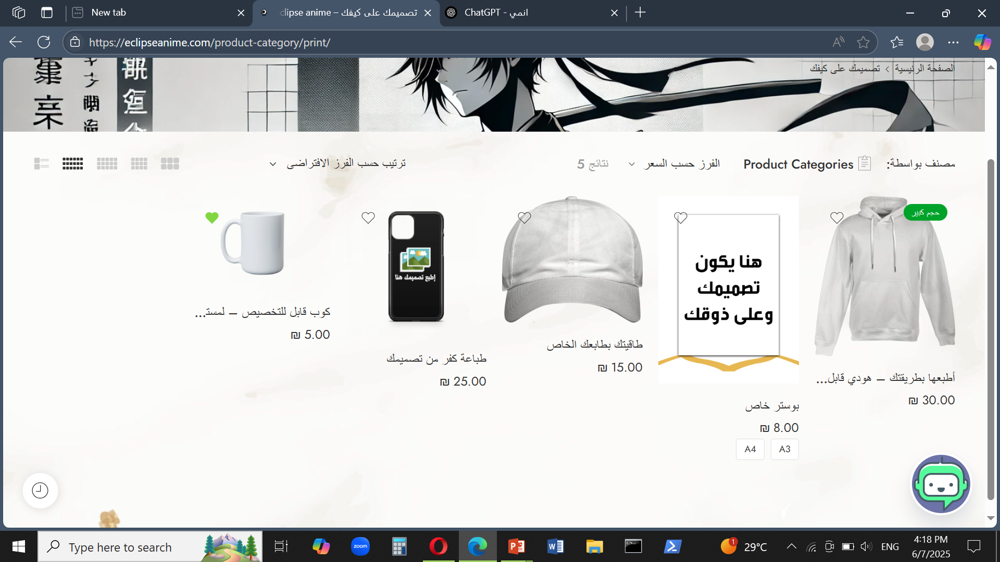 New tab
clipse anime – تصميمك على كيفك
ChatGPT - انمي
https://eclipseanime.com/product-category/print/
الصفحة الرئيسية > تصميمك على كيفك
مصنف بواسطة:
Product Categories
الفرز حسب السعر
5 نتائج
ترتيب حسب الفرز الافتراضي
حجم كبير
أطبعها بطريقتك – هودي قابل...
₪ 30.00
هنا يكون
تصميمك
وعلى ذوقك
بوستر خاص
₪ 8.00
A3
A4
طاقيتك بطابعك الخاص
₪ 15.00
إطبع تصميمك هنا
طباعة كفر من تصميمك
₪ 25.00
كوب قابل للتخصيص – لمست...
₪ 5.00
Type here to search
zoom
1
29°C
ENG
4:18 PM
6/7/2025